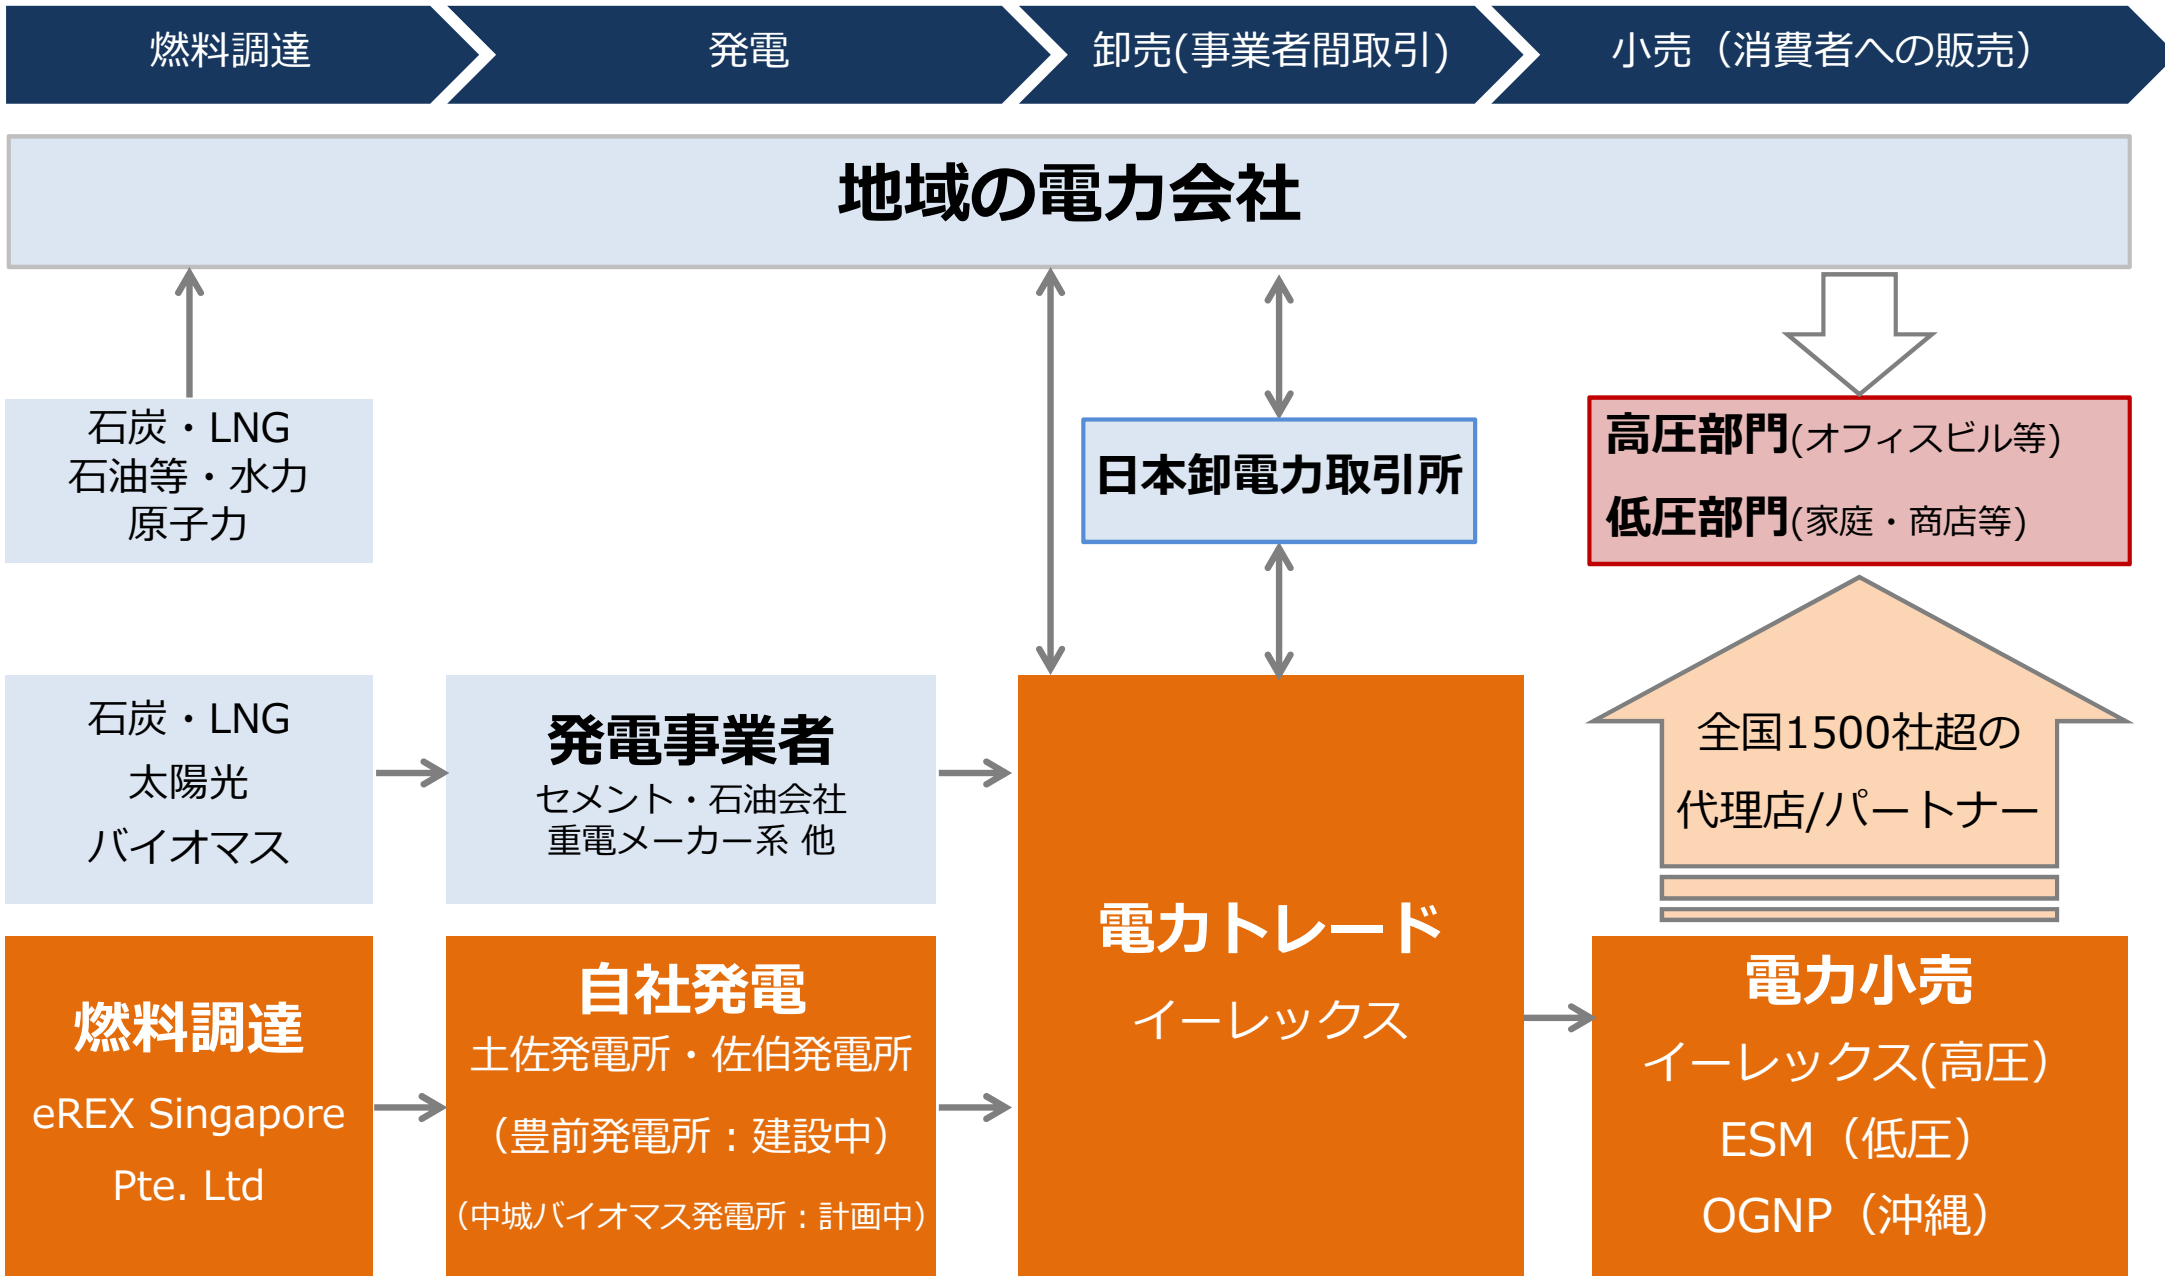 燃料調達
発電
卸売(事業者間取引)
小売（消費者への販売）
地域の電力会社
石炭・LNG
石油等・水力
原子力
日本卸電力取引所
高圧部門(オフィスビル等)
低圧部門(家庭・商店等)
石炭・LNG
太陽光
バイオマス
発電事業者
セメント・石油会社
重電メーカー系 他
全国1500社超の
代理店/パートナー
燃料調達
eREX Singapore
Pte. Ltd
自社発電
土佐発電所・佐伯発電所
（豊前発電所：建設中）
（中城バイオマス発電所：計画中）
電力トレード
イーレックス
電力小売
イーレックス(高圧）
ESM（低圧）
OGNP（沖縄）